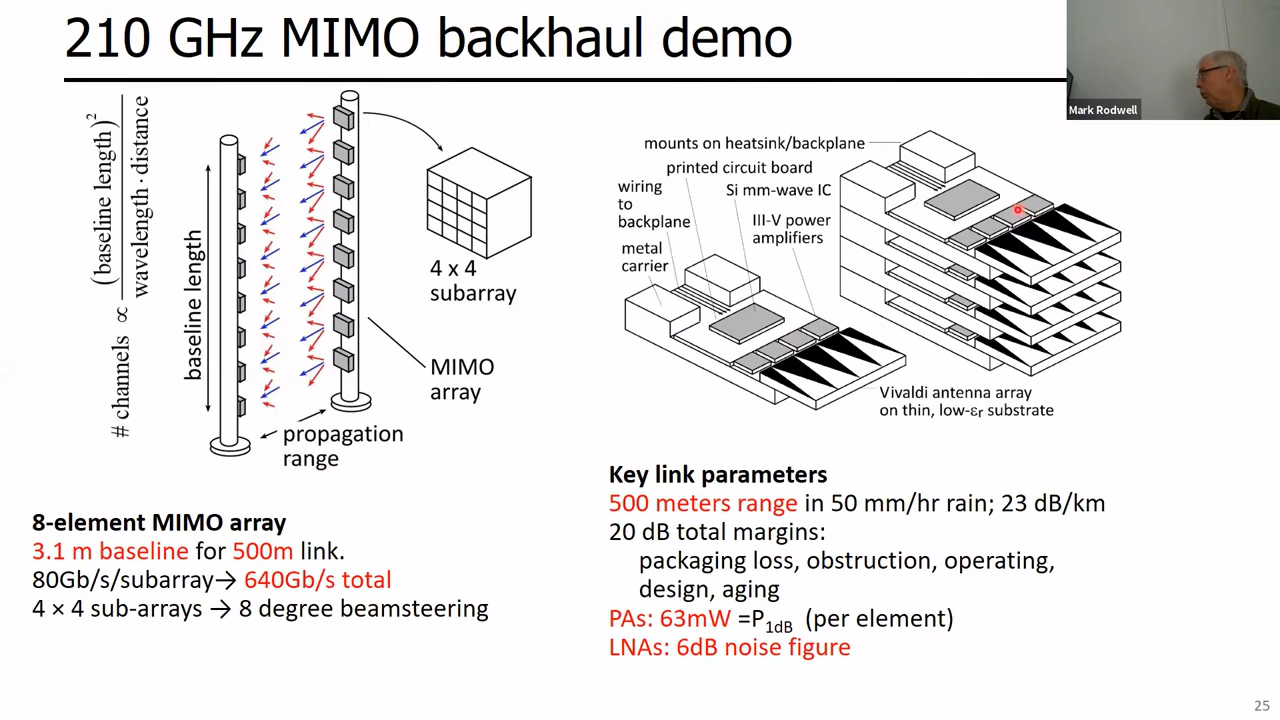 210 GHz MIMO backhaul demo
Mark Rodwell
# channels ∝ (baseline length)² / wavelength · distance
baseline length
4 x 4
subarray
MIMO
array
propagation
range
mounts on heatsink/backplane
printed circuit board
Si mm-wave IC
wiring
to
backplane
III-V power
amplifiers
metal
carrier
Vivaldi antenna array
on thin, low-εr substrate
8-element MIMO array
3.1 m baseline for 500m link.
80Gb/s/subarray→ 640Gb/s total
4 × 4 sub-arrays → 8 degree beamsteering
Key link parameters
500 meters range in 50 mm/hr rain; 23 dB/km
20 dB total margins:
packaging loss, obstruction, operating,
design, aging
PAs: 63mW =P1dB (per element)
LNAs: 6dB noise figure
25